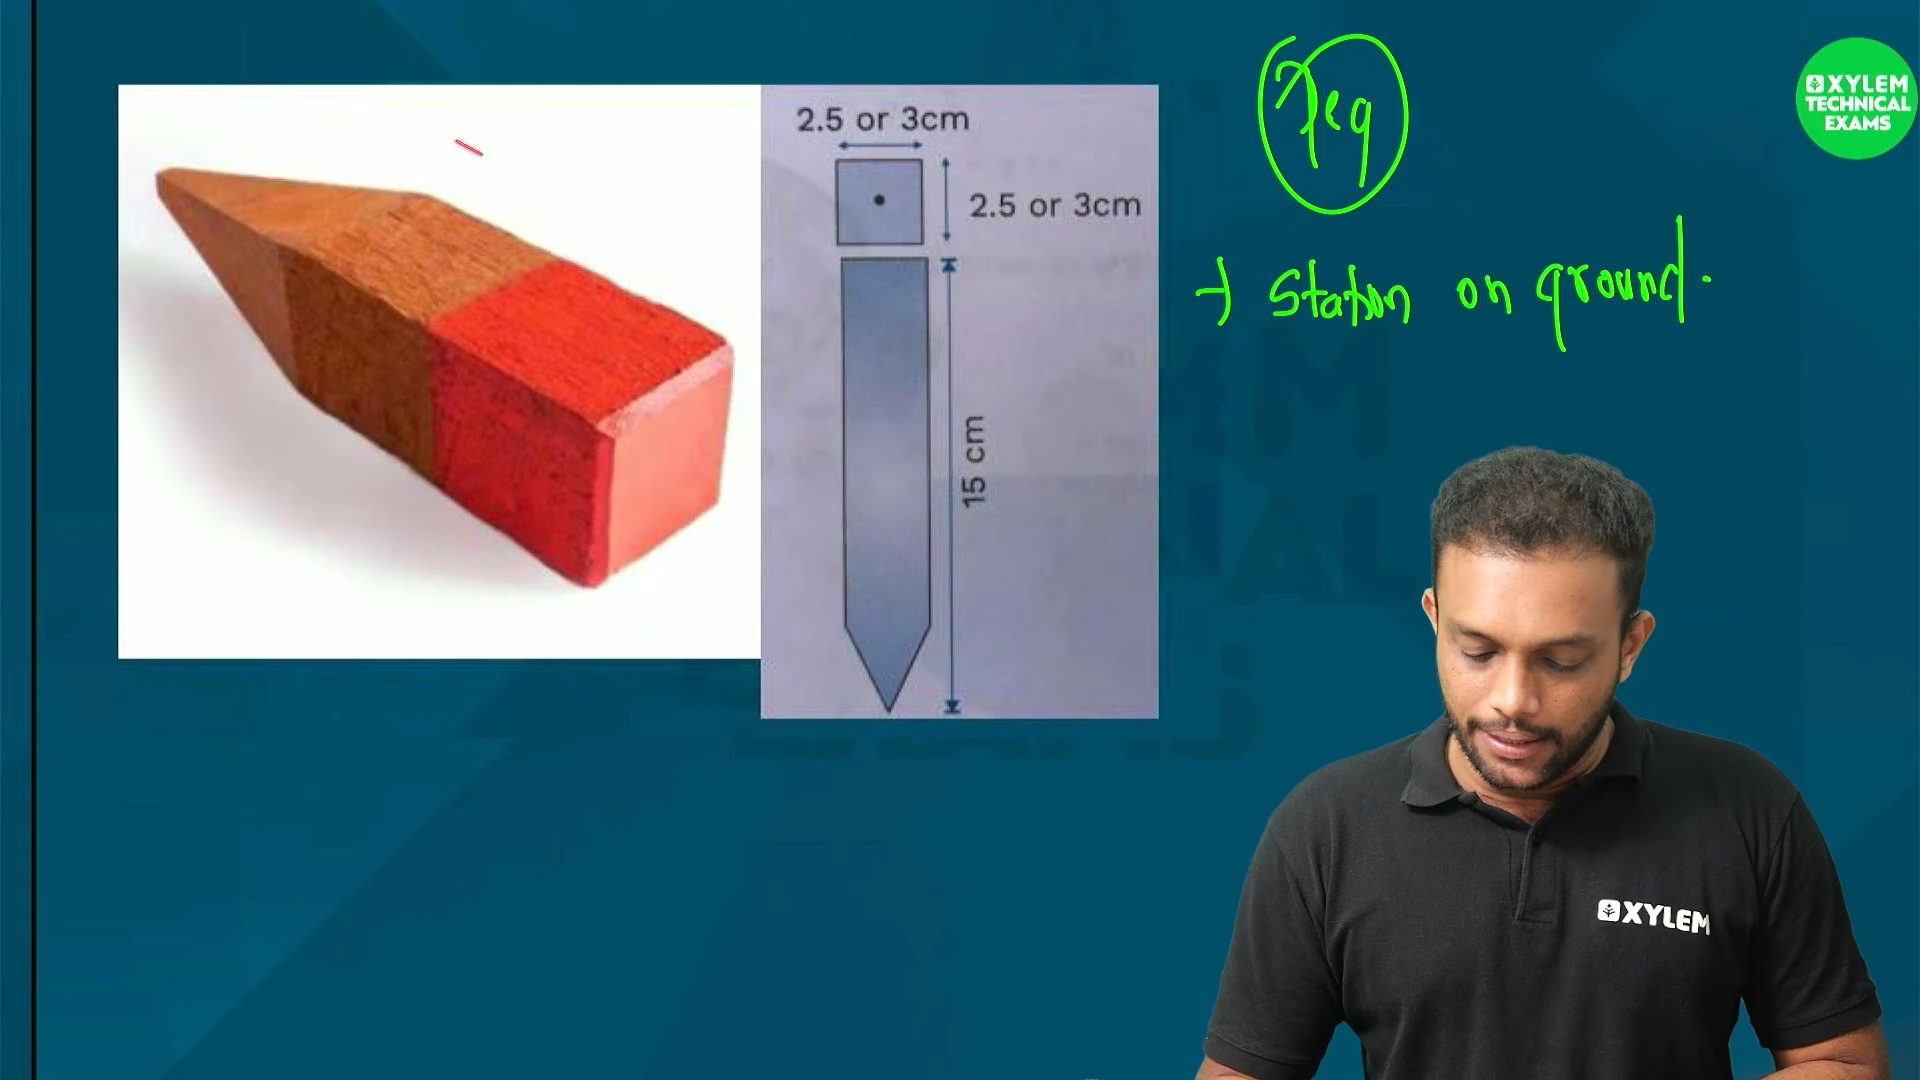 2.5 or 3cm
2.5 or 3cm
15 cm
Peg
→ Station on ground.
XYLEM
TECHNICAL
EXAMS
XYLEM